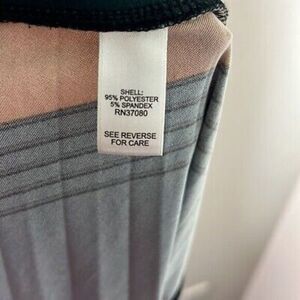 SHELL:
95% POLYESTER
5% SPANDEX
RN37080
SEE REVERSE
FOR CARE